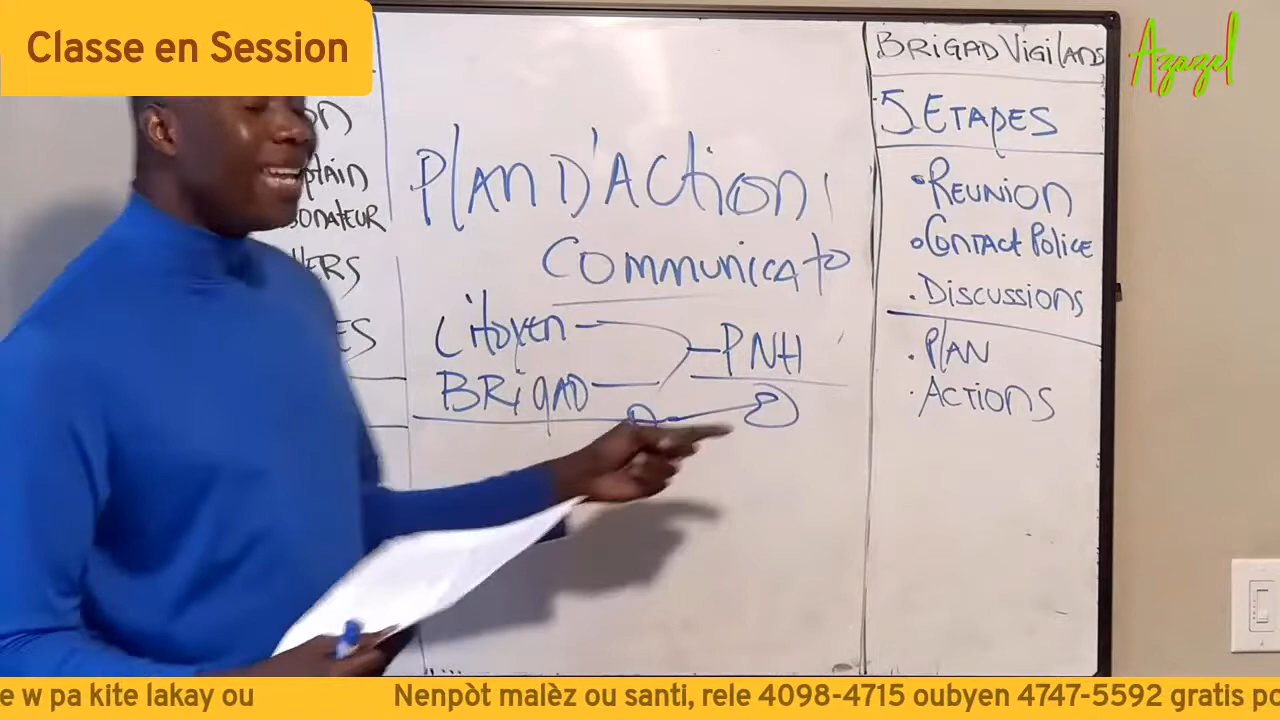 Classe en Session
Azazel
BRIGAD VIGILANS
5 ETAPES
• REUNION
• CONTACT POLICE
• DISCUSSIONS
• PLAN
• ACTIONS
PLAN D'ACTION
COMMUNICATO
CITOYEN
BRIGAD
PNH
e w pa kite lakay ou
Nenpòt malèz ou santi, rele 4098-4715 oubyen 4747-5592 gratis po